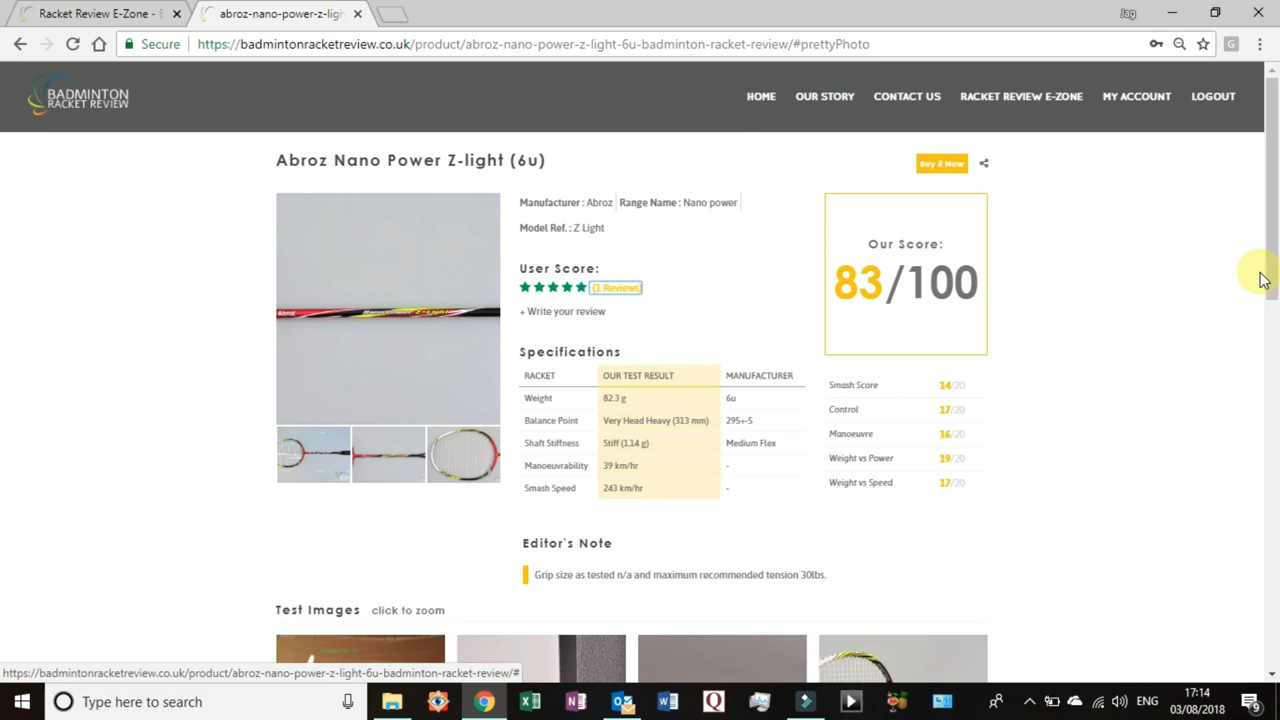 Racket Review E-Zone - B
abroz-nano-power-z-ligh
Jag
Secure
https://badmintonracketreview.co.uk/product/abroz-nano-power-z-light-6u-badminton-racket-review/#prettyPhoto
BADMINTON
RACKET REVIEW
HOME OUR STORY CONTACT US RACKET REVIEW E-ZONE MY ACCOUNT LOGOUT
Abroz Nano Power Z-light (6u)
Buy it Now
Manufacturer : Abroz Range Name : Nano power
Model Ref. : Z Light
User Score:
(1 Reviews)
+ Write your review
Our Score:
83/100
Abroz Nano Power Z-Light
Specifications
RACKET OUR TEST RESULT MANUFACTURER
Weight 82.3 g 6u
Balance Point Very Head Heavy (313 mm) 295+-5
Shaft Stiffness Stiff (1.14 g) Medium Flex
Manoeuvrability 39 km/hr -
Smash Speed 243 km/hr -
Smash Score 14/20
Control 17/20
Manoeuvre 16/20
Weight vs Power 19/20
Weight vs Speed 17/20
Editor's Note
Grip size as tested n/a and maximum recommended tension 30lbs.
Test Images click to zoom
https://badmintonracketreview.co.uk/product/abroz-nano-power-z-light-6u-badminton-racket-review/#
Type here to search
ENG
17:14
03/08/2018
9